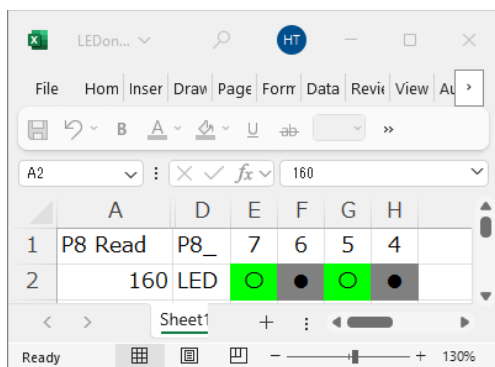 LEDon...
HT
File Hom Inser Draw Page Forr Data Revie View Au
B A U ab
A2 fx 160
A D E F G H
1 P8 Read P8_ 7 6 5 4
2 160 LED ○ ● ○ ●
Sheet1
Ready 130%